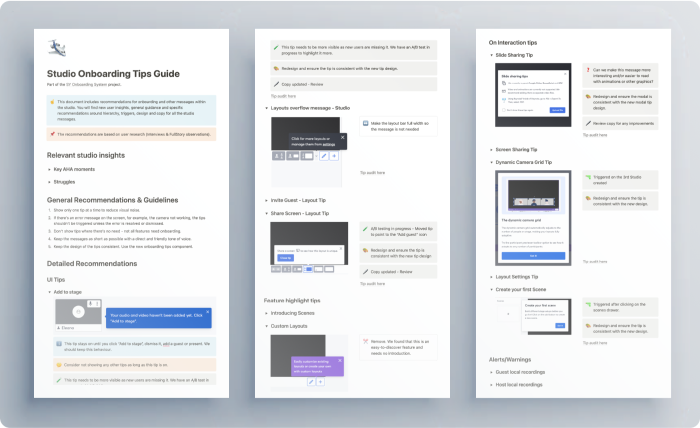 Studio Onboarding Tips Guide
Part of the UI' Onboarding System project.
This document includes recommendations for onboarding and other messages within
the studio. You will find new user insights, general guidance and specific
recommendations around hierarchy, triggers, design and copy for all the studio
messages.
The recommendations are based on user research (interviews & FullStory observations).
Relevant studio insights
Key AHA moments
Struggles
General Recommendations & Guidelines
1. Show only one tip at a time to reduce visual noise.
2. If there's an error message on the screen, for example, the camera not working, the tips
shouldn't be triggered unless the error is resolved or dismissed.
3. Don't show tips where there's no need - not all features need onboarding.
4. Keep the messages as short as possible with a direct and friendly tone of voice.
5. Keep the design of the tips consistent. Use the new onboarding tips component.
Detailed Recommendations
UI Tips
Add to stage
Your audio and video haven't been added yet. Click
"Add to stage"
This tip stays on until you click "Add to stage", dismiss it, add a guest or present. We
should keep this behaviour.
Consider not showing any other tips as long as this tip is on.
This tip needs to be more visible as new users are missing it. We have an A/B test in
This tip needs to be more visible as new users are missing it. We have an A/B test in
progress to highlight it more.
Redesign and ensure the tip is consistent with the new tip design.
Copy updated - Review
Tip audit here
Layouts overflow message - Studio
Click for more layouts or
manage them from settings
Make the layout bar full-width so
the message is not needed
Tip audit here
Invite Guest - Layout Tip
Share Screen - Layout Tip
A/B testing in progress - Moved tip
to point to the "Add guest" icon
Redesign and ensure the tip is
consistent with the new design.
Copy updated - Review
Tip audit here
Feature highlight tips
Introducing Scenes
Custom Layouts
Remove. We found that this is an
easy-to-discover feature and
needs no introduction.
On Interaction tips
Slide Sharing Tip
Slide sharing tips
Can we make this message
more interesting and/or easier to read
with animations or other graphics?
Redesign and ensure the modal is
consistent with the new modal tip
design.
Review copy for any improvements
Tip audit here
Screen Sharing Tip
Dynamic Camera Grid Tip
The dynamic camera grid
Got it
Triggered on the 3rd Studio
created
Redesign and ensure the tip is
consistent with the new design.
Tip audit here
Layout Settings Tip
Create your first Scene
Create your first scene
Triggered after clicking on the
scenes drawer
Redesign and ensure the tip is
consistent with the new design.
Tip audit here
Alerts/Warnings
Guest local recordings
Host local recordings